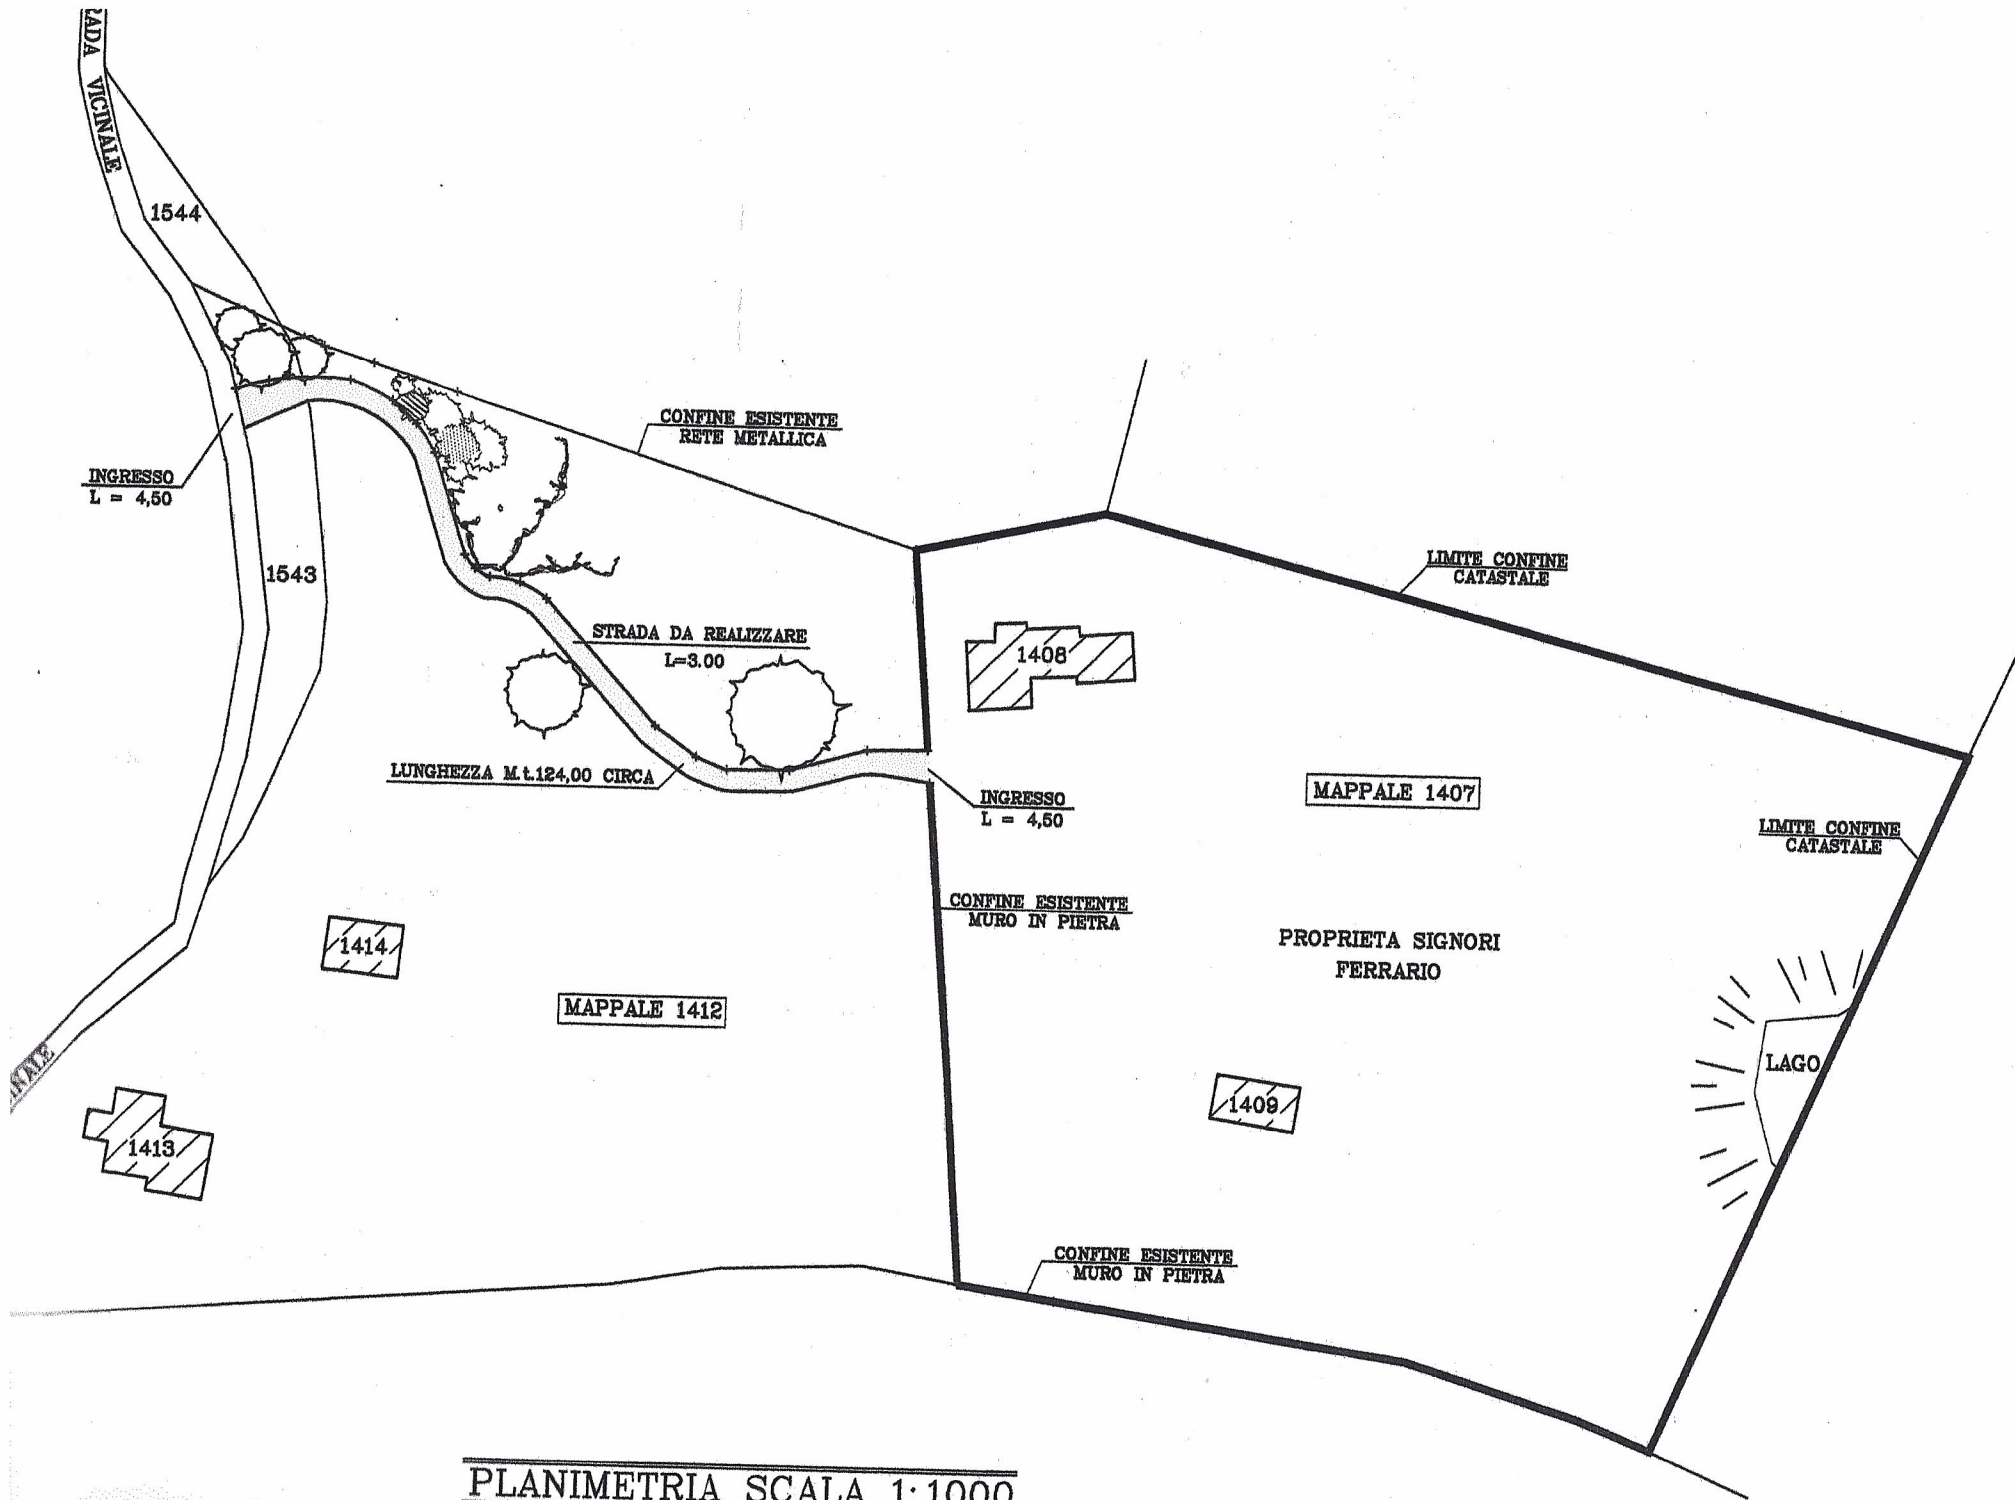 RADA VICINALE
1544
CONFINE ESISTENTE
RETE METALLICA
INGRESSO
L = 4,50
1543
LIMITE CONFINE
CATASTALE
STRADA DA REALIZZARE
L=3.00
1408
LUNGHEZZA M.t.124,00 CIRCA
INGRESSO
L = 4,50
MAPPALE 1407
LIMITE CONFINE
CATASTALE
CONFINE ESISTENTE
MURO IN PIETRA
PROPRIETA SIGNORI
FERRARIO
1414
MAPPALE 1412
LAGO
INALE
1409
1413
CONFINE ESISTENTE
MURO IN PIETRA
PLANIMETRIA SCALA 1:1000